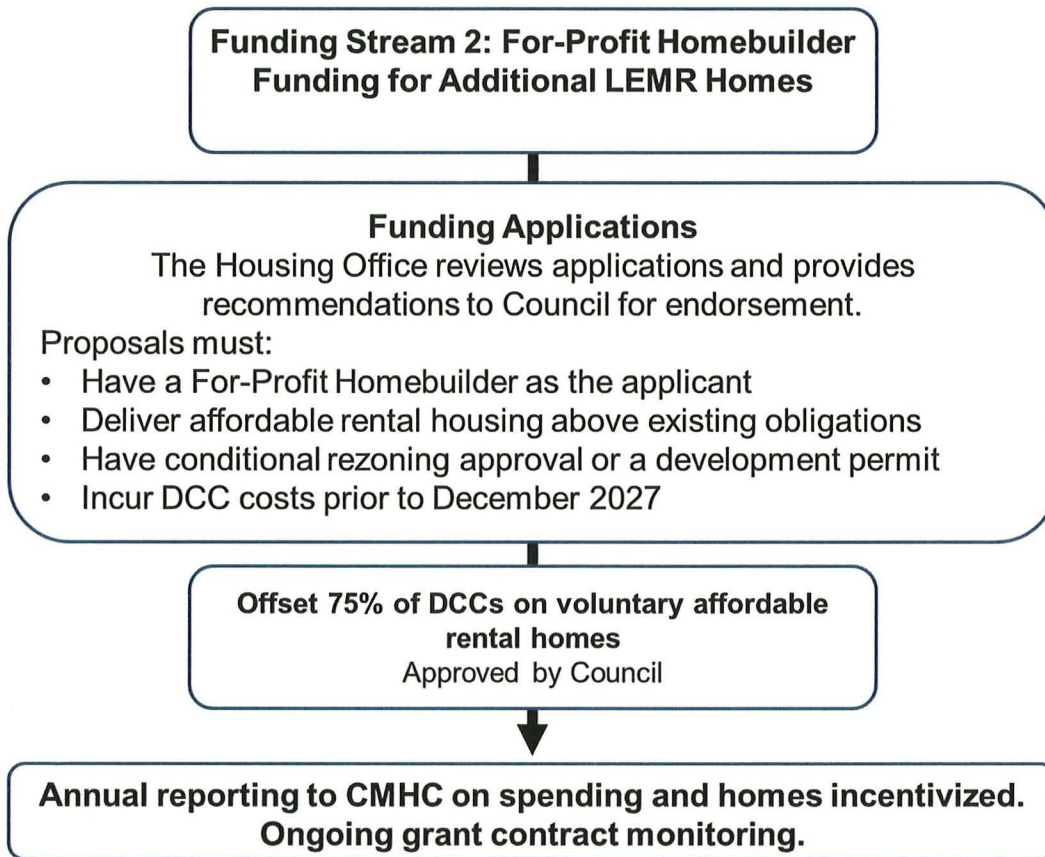 Funding Stream 2: For-Profit Homebuilder
Funding for Additional LEMR Homes
Funding Applications
The Housing Office reviews applications and provides
recommendations to Council for endorsement.
Proposals must:
• Have a For-Profit Homebuilder as the applicant
• Deliver affordable rental housing above existing obligations
• Have conditional rezoning approval or a development permit
• Incur DCC costs prior to December 2027
Offset 75% of DCCs on voluntary affordable
rental homes
Approved by Council
Annual reporting to CMHC on spending and homes incentivized.
Ongoing grant contract monitoring.